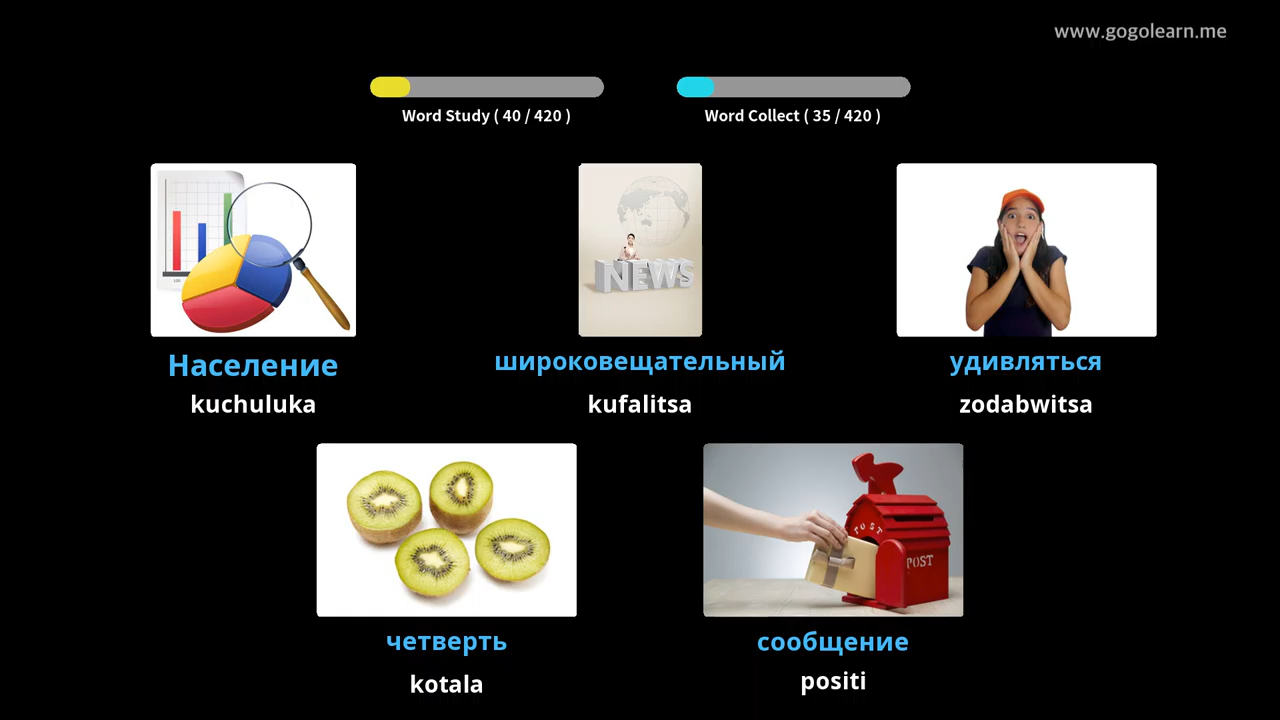 www.gogolearn.me
Word Study ( 40 / 420 )
Word Collect ( 35 / 420 )
NEWS
Население
широковещательный
удивляться
kuchuluka
kufalitsa
zodabwitsa
POST
четверть
сообщение
kotala
positi